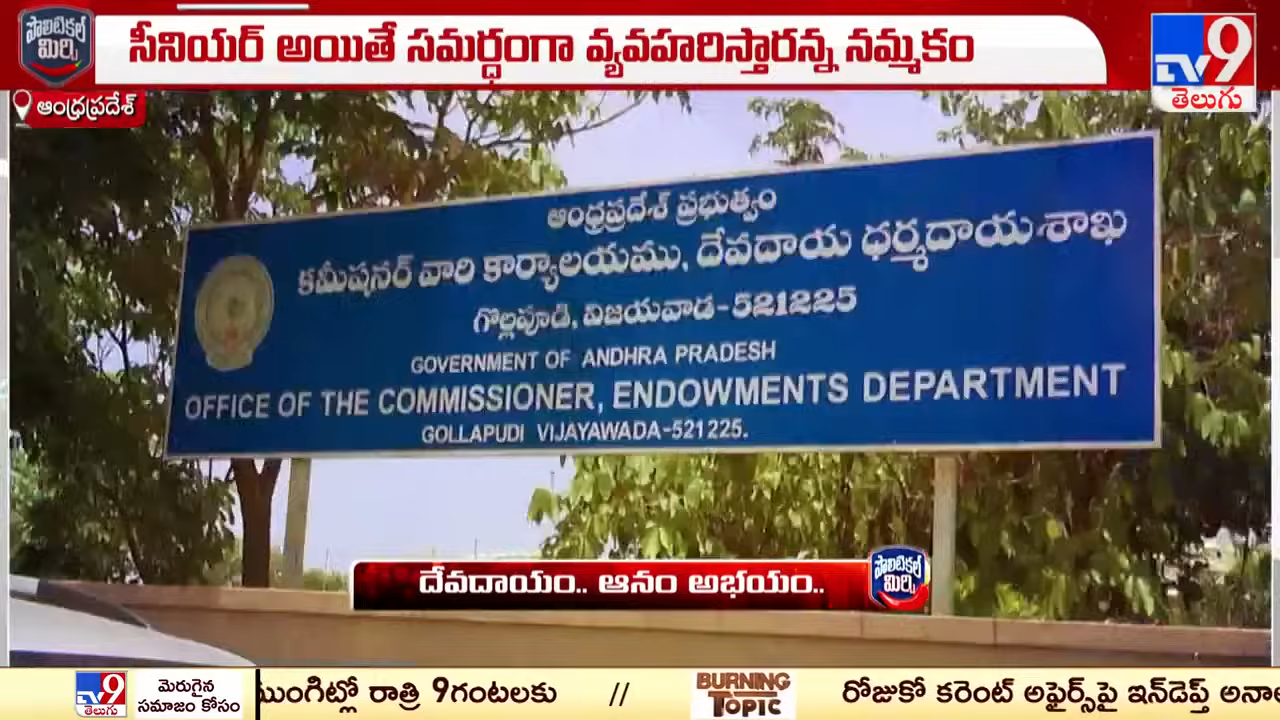 పొలిటికల్ మిర్చి
సీనియర్ అయితే సమర్ధంగా వ్యవహరిస్తారన్న నమ్మకం
TV9
తెలుగు
ఆంధ్రప్రదేశ్
ఆంధ్రప్రదేశ్ ప్రభుత్వం
కమీషనర్ వారి కార్యాలయము, దేవదాయ ధర్మదాయశాఖ
గొల్లపూడి, విజయవాడ-521225
GOVERNMENT OF ANDHRA PRADESH
OFFICE OF THE COMMISSIONER, ENDOWMENTS DEPARTMENT
GOLLAPUDI VIJAYAWADA-521225.
దేవదాయం.. ఆనం అభయం..
పొలిటికల్ మిర్చి
TV9 తెలుగు
మెరుగైన సమాజం కోసం
ముంగిట్లో రాత్రి 9గంటలకు // BURNING TOPIC రోజుకో కరెంట్ అఫైర్స్‌పై ఇన్‌డెప్త్ అనాల